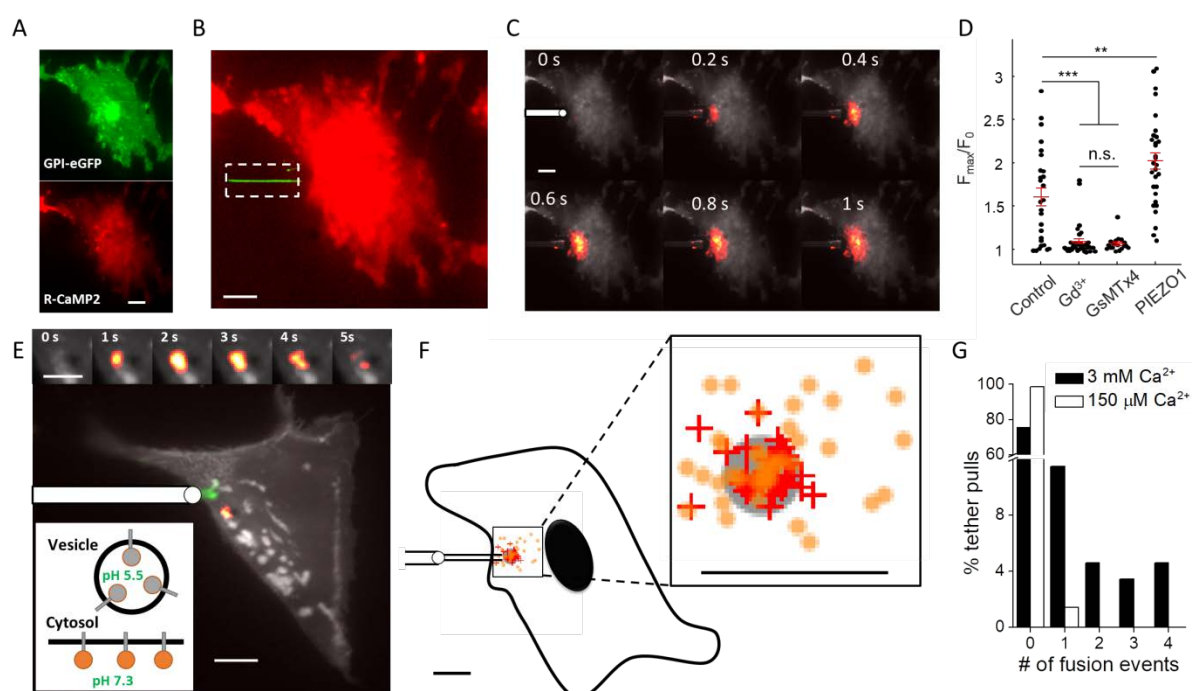 A
GPI-eGFP
R-CaMP2
B
C
0 s
0.2 s
0.4 s
0.6 s
0.8 s
1 s
D
**
***
n.s.
3
2.5
2
1.5
1
Fmax/F0
Control
Gd³⁺
GsMTx4
PIEZO1
E
0 s
1 s
2 s
3 s
4 s
5s
Vesicle
pH 5.5
Cytosol
pH 7.3
F
G
3 mM Ca²⁺
150 μM Ca²⁺
100
80
60
8
4
0
% tether pulls
0 1 2 3 4
# of fusion events